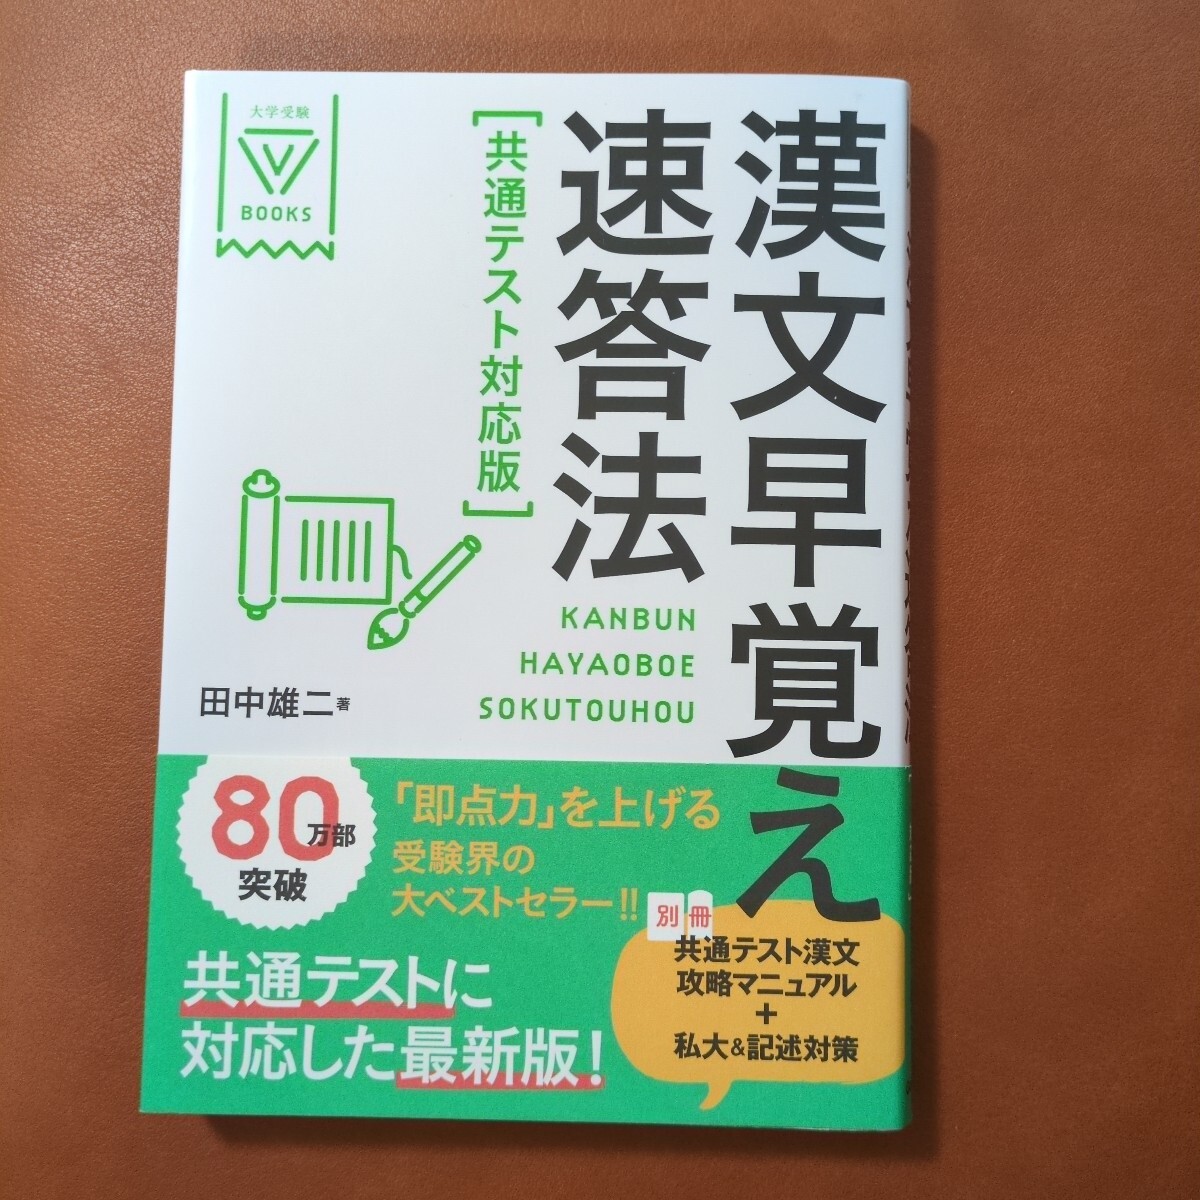 大学受験
V
BOOKS
漢文早覚え
速答法
[共通テスト対応版]
KANBUN
HAYAOBOE
SOKUTOUHOU
田中雄二 著
80万部
突破
「即点力」を上げる
受験界の
大ベストセラー!!
別冊
共通テスト漢文
攻略マニュアル
+
私大&記述対策
共通テストに
対応した最新版!